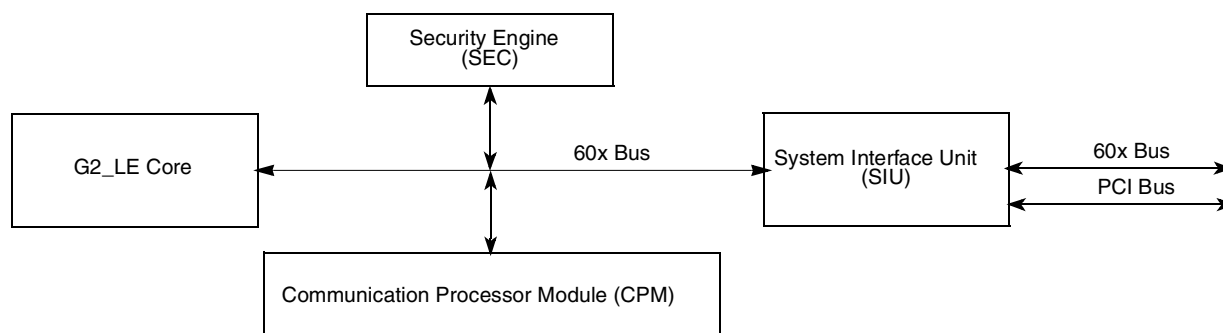 Security Engine
(SEC)
G2_LE Core
60x Bus
System Interface Unit
(SIU)
60x Bus
PCI Bus
Communication Processor Module (CPM)